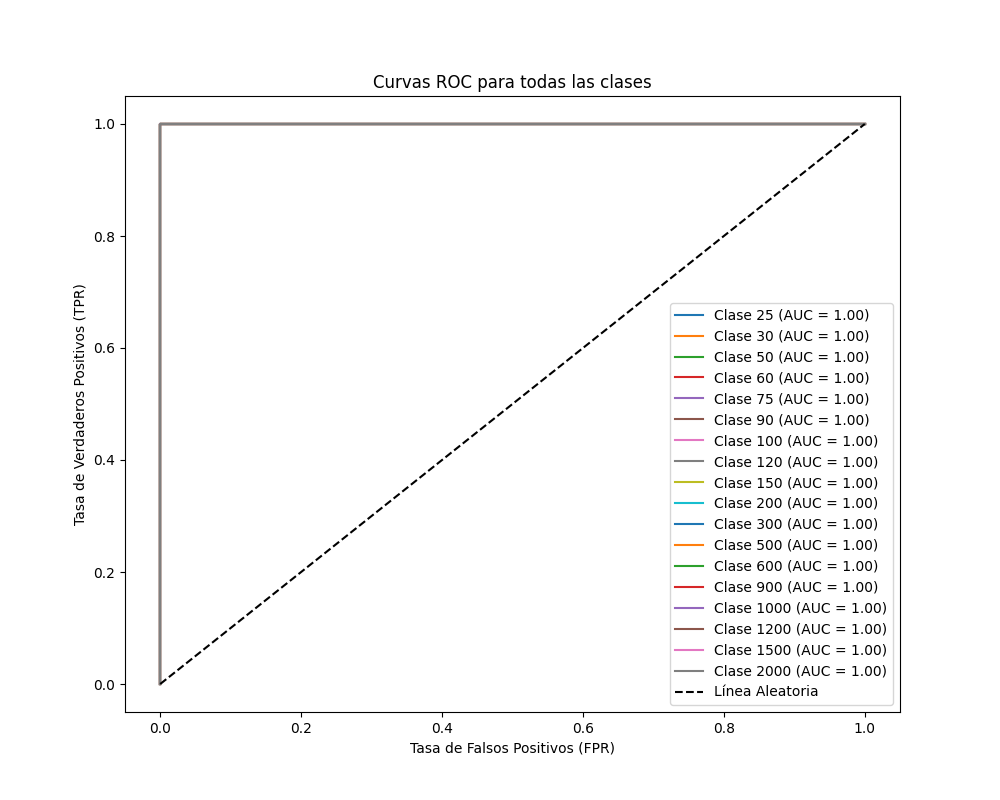 Curvas ROC para todas las clases
Tasa de Verdaderos Positivos (TPR)
1.0
0.8
0.6
0.4
0.2
0.0
0.0
0.2
0.4
0.6
0.8
1.0
Tasa de Falsos Positivos (FPR)
Clase 25 (AUC = 1.00)
Clase 30 (AUC = 1.00)
Clase 50 (AUC = 1.00)
Clase 60 (AUC = 1.00)
Clase 75 (AUC = 1.00)
Clase 90 (AUC = 1.00)
Clase 100 (AUC = 1.00)
Clase 120 (AUC = 1.00)
Clase 150 (AUC = 1.00)
Clase 200 (AUC = 1.00)
Clase 300 (AUC = 1.00)
Clase 500 (AUC = 1.00)
Clase 600 (AUC = 1.00)
Clase 900 (AUC = 1.00)
Clase 1000 (AUC = 1.00)
Clase 1200 (AUC = 1.00)
Clase 1500 (AUC = 1.00)
Clase 2000 (AUC = 1.00)
Línea Aleatoria